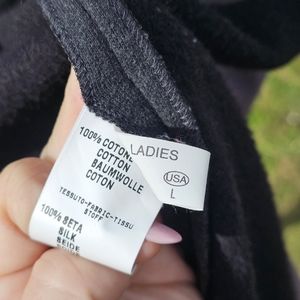 100% COTONE
COTTON
BAUMWOLLE
COTON
TESSUTO-FABRIC-TISSU
STOFF
100% SETA
SILK
SEIDE
LADIES
USA
L